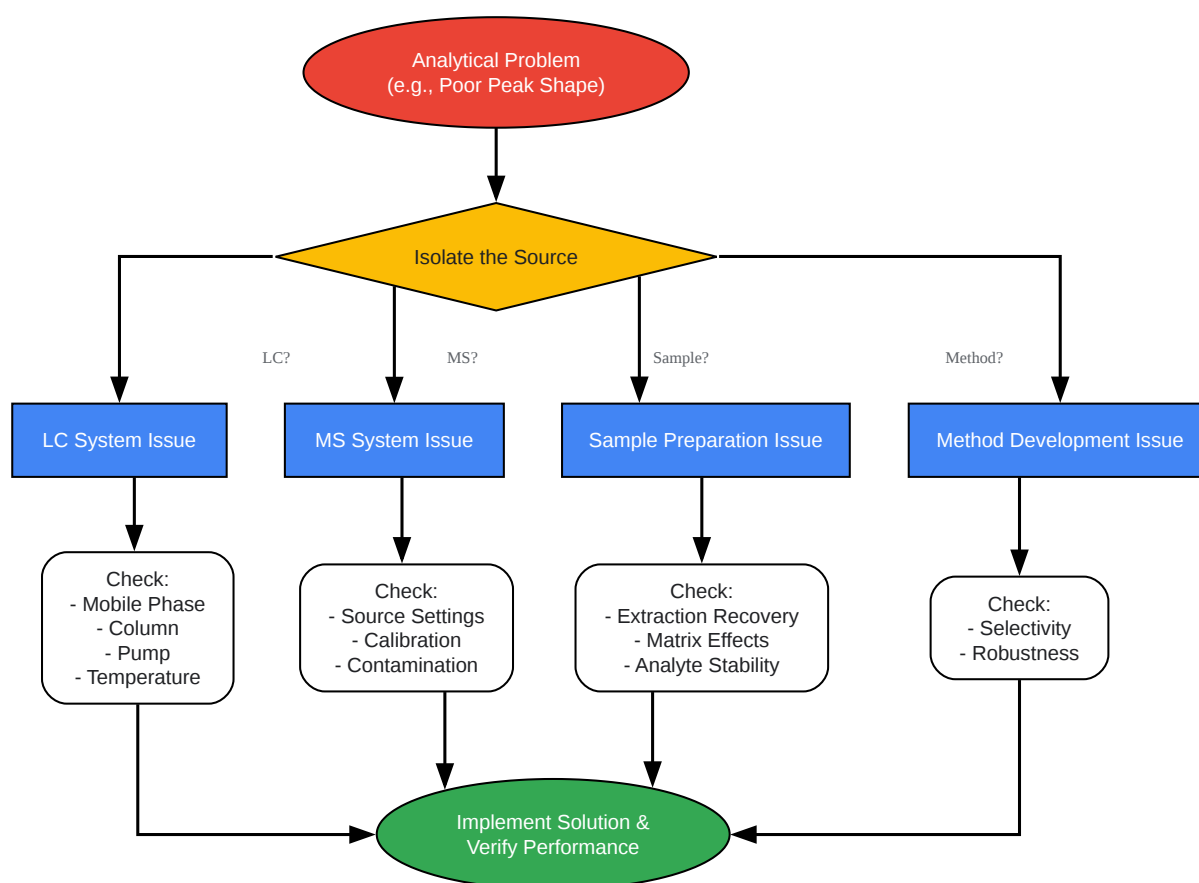 Analytical Problem
(e.g., Poor Peak Shape)
Isolate the Source
LC?
MS?
Sample?
Method?
LC System Issue
MS System Issue
Sample Preparation Issue
Method Development Issue
Check:
- Mobile Phase
- Column
- Pump
- Temperature
Check:
- Source Settings
- Calibration
- Contamination
Check:
- Extraction Recovery
- Matrix Effects
- Analyte Stability
Check:
- Selectivity
- Robustness
Implement Solution &
Verify Performance